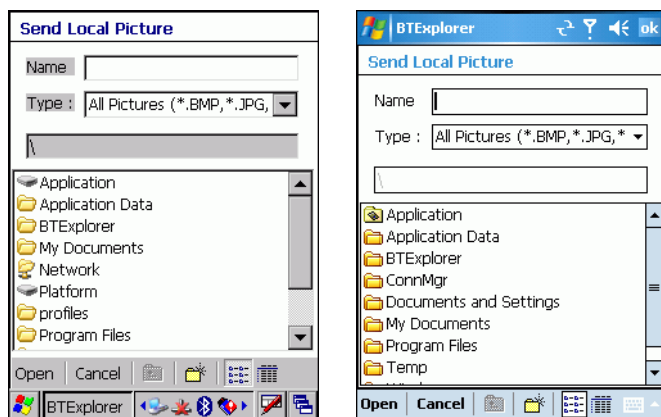 Send Local Picture
Name
Type : All Pictures (*.BMP,*.JPG,
\
Application
Application Data
BTExplorer
My Documents
Network
Platform
profiles
Program Files
Open Cancel
BTExplorer
BTExplorer ok
Send Local Picture
Name
Type : All Pictures (*.BMP,*.JPG,*
\
Application
Application Data
BTExplorer
ConnMgr
Documents and Settings
My Documents
Program Files
Temp
Open Cancel